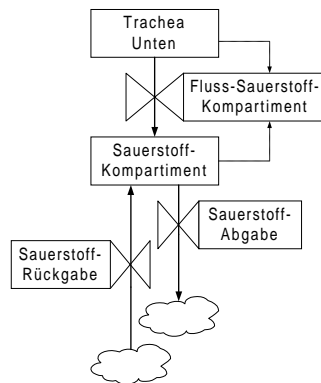 Trachea
Unten
Fluss-Sauerstoff-
Kompartiment
Sauerstoff-
Kompartiment
Sauerstoff-
Abgabe
Sauerstoff-
Rückgabe